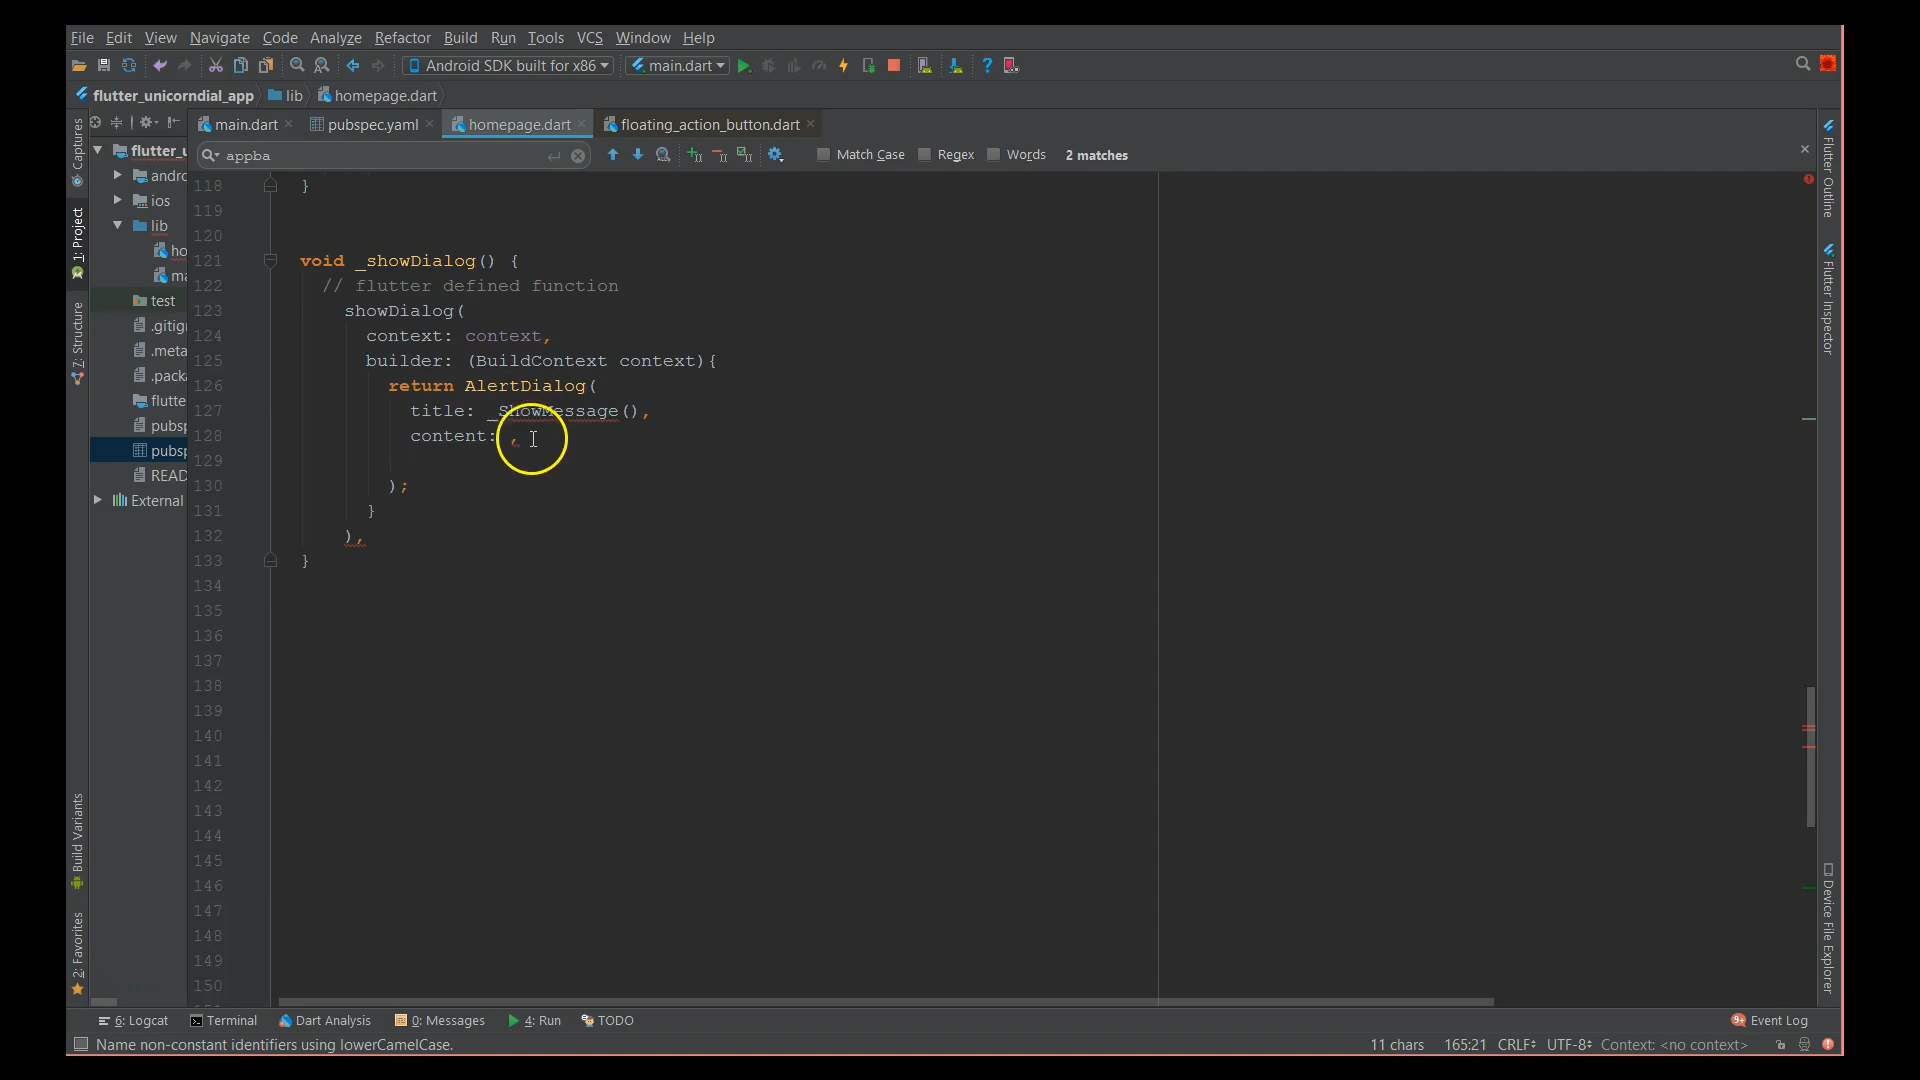 File Edit View Navigate Code Analyze Refactor Build Run Tools VCS Window Help
Android SDK built for x86 main.dart
flutter_unicorndial_app lib homepage.dart
main.dart pubspec.yaml homepage.dart floating_action_button.dart
appba Match Case Regex Words 2 matches
Captures
1: Project
7: Structure
Build Variants
2: Favorites
flutter_u
andro
ios
lib
ho
ma
test
.gitig
.meta
.packa
flutte
pubsp
pubsp
READ
External
118 }
119
120
121 void _showDialog() {
122 // flutter defined function
123 showDialog(
124 context: context,
125 builder: (BuildContext context){
126 return AlertDialog(
127 title: _ShowMessage(),
128 content: ,
129
130 );
131 }
132 ),
133 }
134
135
136
137
138
139
140
141
142
143
144
145
146
147
148
149
150
Flutter Outline
Flutter Inspector
Device File Explorer
6: Logcat Terminal Dart Analysis 0: Messages 4: Run TODO 9+ Event Log
Name non-constant identifiers using lowerCamelCase. 11 chars 165:21 CRLF UTF-8 Context: <no context>